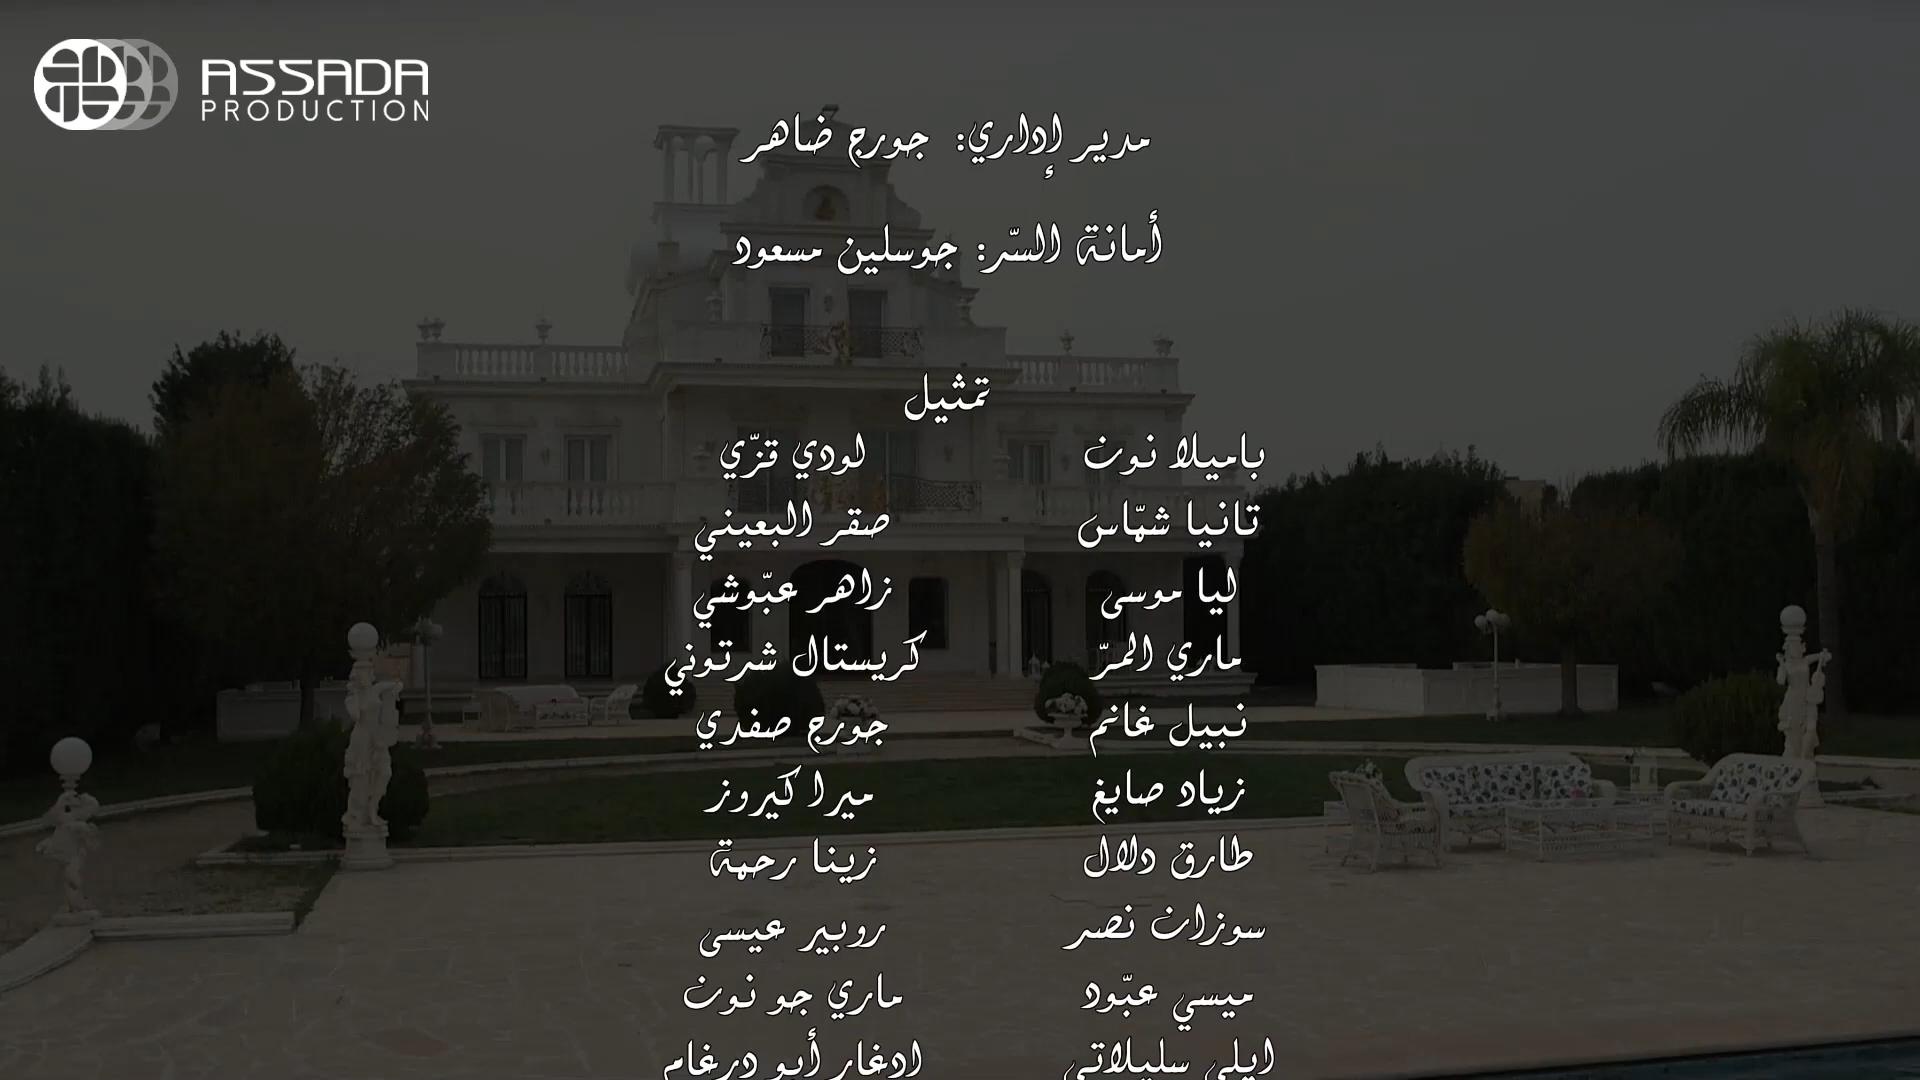 ASSADA
PRODUCTION
مدير إداري: جورج ضاهر
أمانة السّر: جوسلين مسعود
تمثيل
باميلا نون
لودي قزّي
تانيا شمّاس
صقر البعيني
ليا موسى
زاهر عبّوشي
ماري المرّ
كريستال شرتوني
نبيل غانم
جورج صفدي
زياد صايغ
ميرا كيروز
طارق دلال
زينا رحمة
سوزان نصر
روبير عيسى
ميسي عبّود
ماري جو نون
ايلي سليلاتي
ادغار أبو درغام